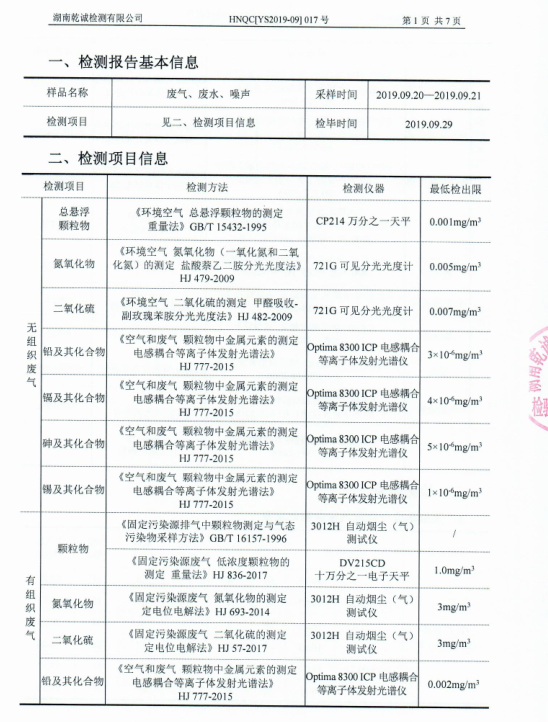 湖南乾诚检测有限公司 HNQC[YS2019-09] 017 号 第 1 页 共 7 页
一、检测报告基本信息
样品名称 废气、废水、噪声 采样时间 2019.09.20—2019.09.21
检测项目 见二、检测项目信息 检毕时间 2019.09.29
二、检测项目信息
检测项目 检测方法 检测仪器 最低检出限
无组织废气
总悬浮
颗粒物
《环境空气 总悬浮颗粒物的测定
重量法》GB/T 15432-1995
CP214 万分之一天平
0.001mg/m³
氮氧化物
《环境空气 氮氧化物（一氧化氮和二氧
化氮）的测定 盐酸萘乙二胺分光光度法》
HJ 479-2009
721G 可见分光光度计
0.005mg/m³
二氧化硫
《环境空气 二氧化硫的测定 甲醛吸收-
副玫瑰苯胺分光光度法》HJ 482-2009
721G 可见分光光度计
0.007mg/m³
铅及其化合物
《空气和废气 颗粒物中金属元素的测定
电感耦合等离子体发射光谱法》
HJ 777-2015
Optima 8300 ICP 电感耦合
等离子体发射光谱仪
3×10⁻⁶mg/m³
镉及其化合物
《空气和废气 颗粒物中金属元素的测定
电感耦合等离子体发射光谱法》
HJ 777-2015
Optima 8300 ICP 电感耦合
等离子体发射光谱仪
4×10⁻⁶mg/m³
砷及其化合物
《空气和废气 颗粒物中金属元素的测定
电感耦合等离子体发射光谱法》
HJ 777-2015
Optima 8300 ICP 电感耦合
等离子体发射光谱仪
5×10⁻⁶mg/m³
锡及其化合物
《空气和废气 颗粒物中金属元素的测定
电感耦合等离子体发射光谱法》
HJ 777-2015
Optima 8300 ICP 电感耦合
等离子体发射光谱仪
1×10⁻⁶mg/m³
有组织废气
颗粒物
《固定污染源排气中颗粒物测定与气态
污染物采样方法》GB/T 16157-1996
3012H 自动烟尘（气）
测试仪
/
《固定污染源废气 低浓度颗粒物的
测定 重量法》HJ 836-2017
DV215CD
十万分之一电子天平
1.0mg/m³
氮氧化物
《固定污染源废气 氮氧化物的测定
定电位电解法》HJ 693-2014
3012H 自动烟尘（气）
测试仪
3mg/m³
二氧化硫
《固定污染源废气 二氧化硫的测定
定电位电解法》HJ 57-2017
3012H 自动烟尘（气）
测试仪
3mg/m³
铅及其化合物
《空气和废气 颗粒物中金属元素的测定
电感耦合等离子体发射光谱法》
HJ 777-2015
Optima 8300 ICP 电感耦合
等离子体发射光谱仪
0.002mg/m³
检验